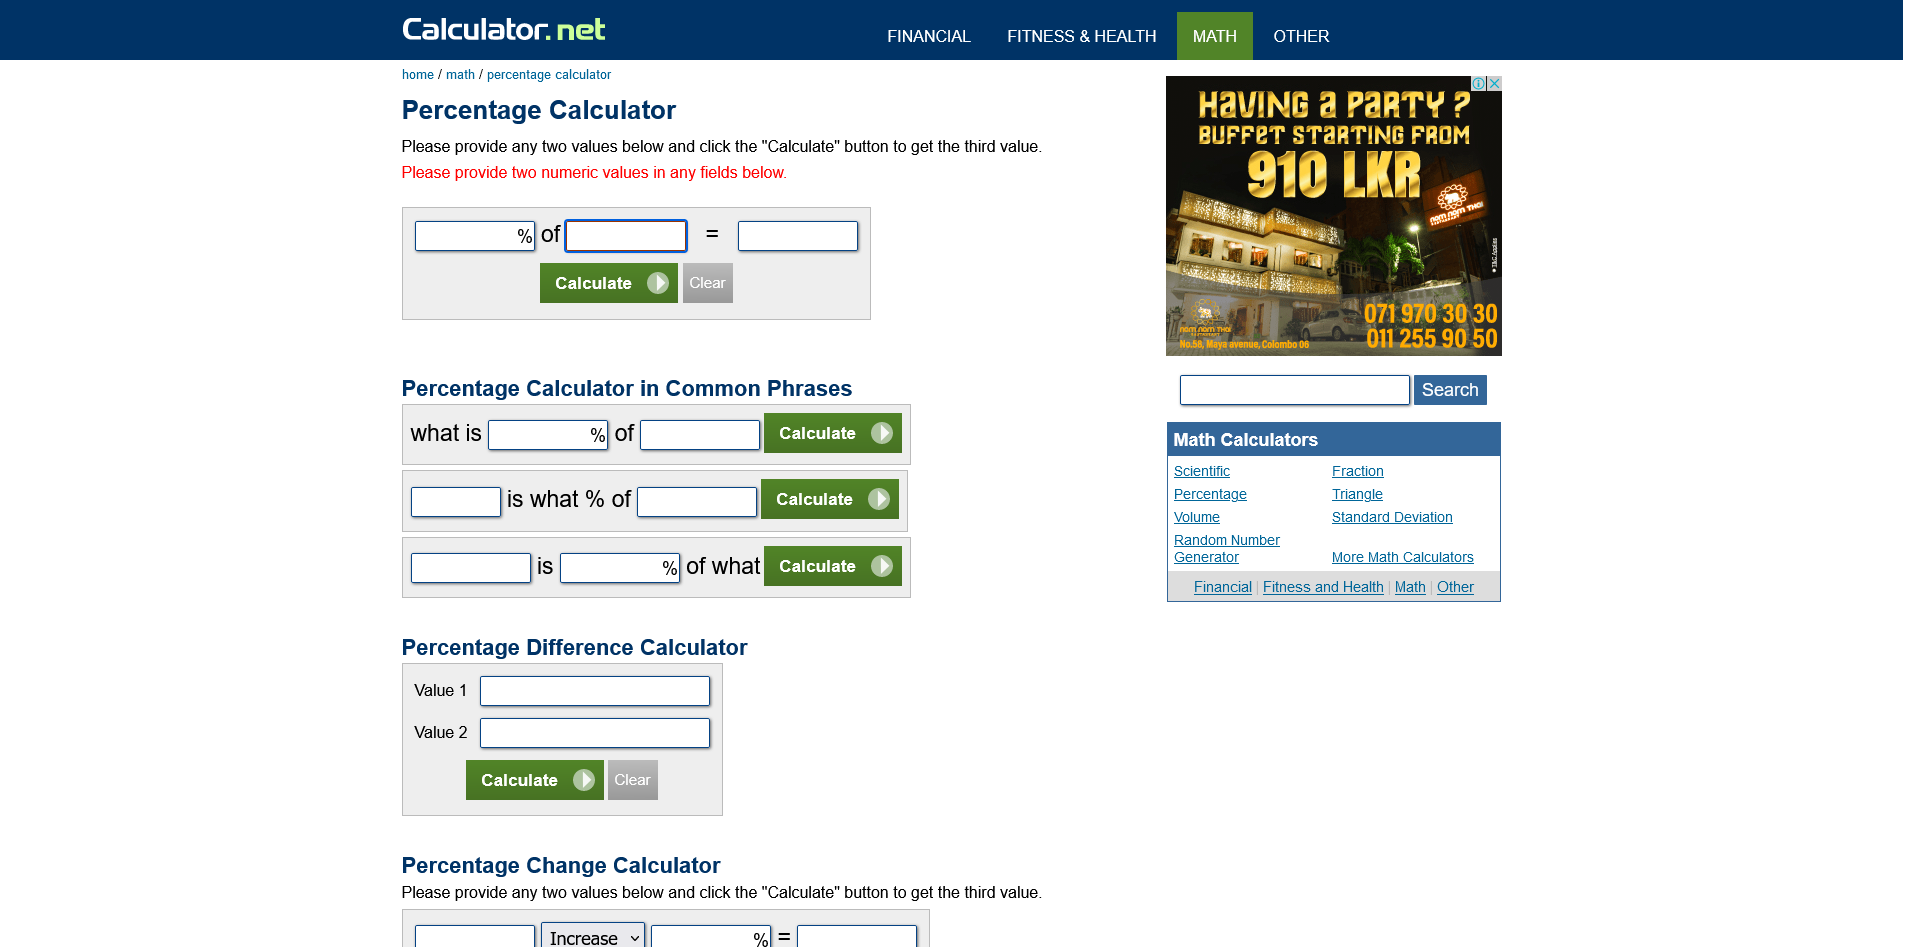 Calculator.net
FINANCIAL FITNESS & HEALTH MATH OTHER
home / math / percentage calculator
Percentage Calculator
Please provide any two values below and click the "Calculate" button to get the third value.
Please provide two numeric values in any fields below.
% of =
Calculate Clear
Percentage Calculator in Common Phrases
what is % of Calculate
is what % of Calculate
is % of what Calculate
Percentage Difference Calculator
Value 1
Value 2
Calculate Clear
Percentage Change Calculator
Please provide any two values below and click the "Calculate" button to get the third value.
Increase % =
HAVING A PARTY ?
BUFFET STARTING FROM
910 LKR
NOM NOM THAI
*T&C Applies
071 970 30 30
011 255 90 50
NOM NOM THAI
No.58, Maya avenue, Colombo 06
Search
Math Calculators
Scientific Fraction
Percentage Triangle
Volume Standard Deviation
Random Number
Generator More Math Calculators
Financial | Fitness and Health | Math | Other